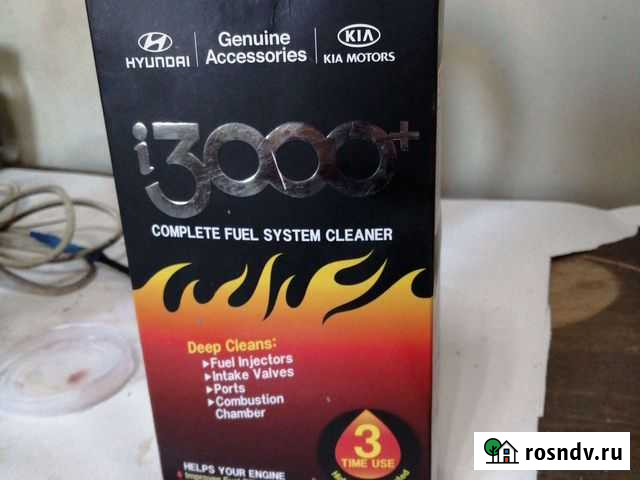 HYUNDAI
Genuine
Accessories
KIA
KIA MOTORS
i3000+
COMPLETE FUEL SYSTEM CLEANER
Deep Cleans:
▸Fuel Injectors
▸Intake Valves
▸Ports
▸Combustion
Chamber
3
TIME USE
HELPS YOUR ENGINE
rosndv.ru